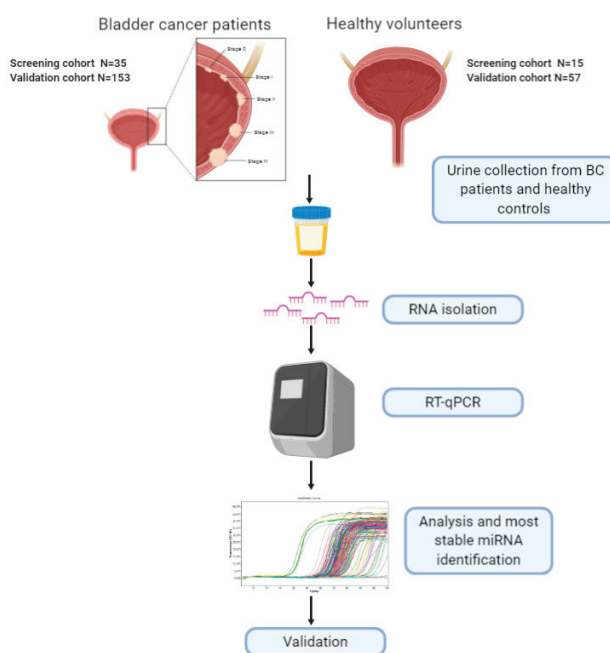 Bladder cancer patients
Healthy volunteers
Screening cohort N=35
Validation cohort N=153
Screening cohort N=15
Validation cohort N=57
Stage 0
Stage I
Stage II
Stage III
Urine collection from BC
patients and healthy
controls
RNA isolation
RT-qPCR
Analysis and most
stable miRNA
identification
Validation